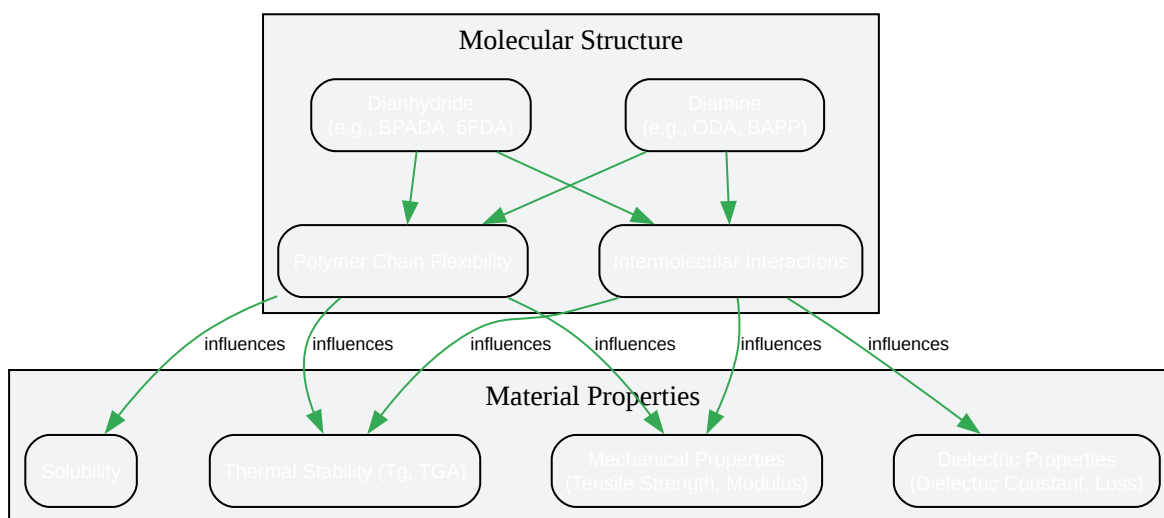 Molecular Structure
Dianhydride
(e.g., BPADA, 6FDA)
Diamine
(e.g., ODA, BAPP)
Polymer Chain Flexibility
Intermolecular Interactions
influences
influences
influences
influences
influences
influences
Material Properties
Solubility
Thermal Stability (Tg, TGA)
Mechanical Properties
(Tensile Strength, Modulus)
Dielectric Properties
(Dielectric Constant, Loss)